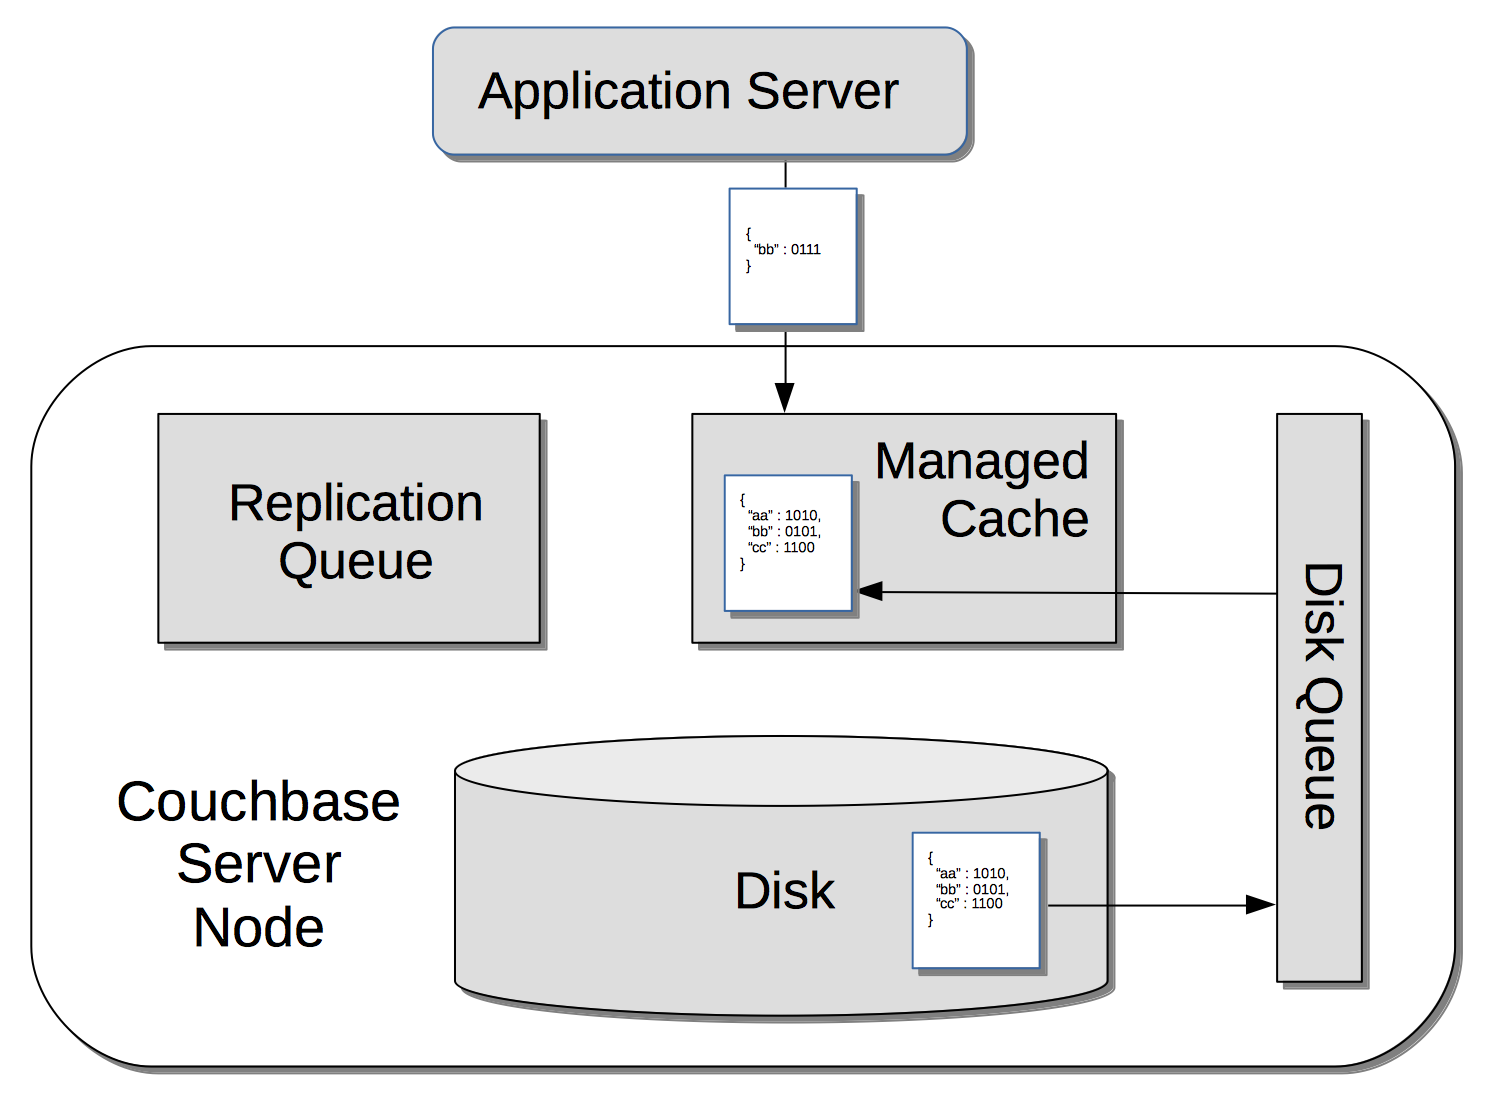 Application Server
{
“bb” : 0111
}
Replication
Queue
Managed
Cache
{
“aa” : 1010,
“bb” : 0101,
“cc” : 1100
}
Disk Queue
Couchbase
Server
Node
Disk
{
“aa” : 1010,
“bb” : 0101,
“cc” : 1100
}